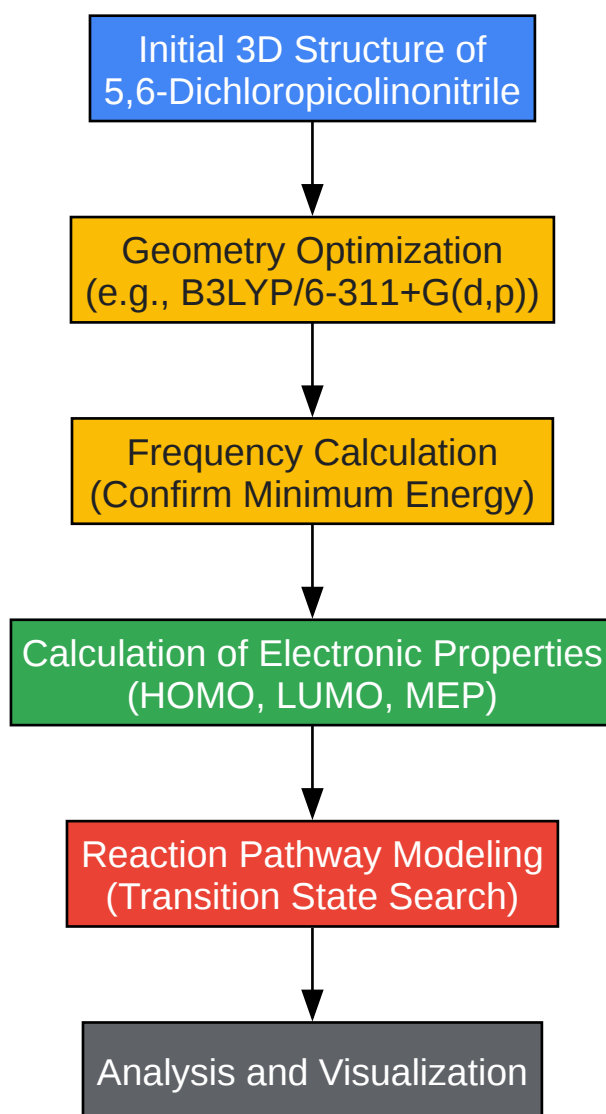 Initial 3D Structure of
5,6-Dichloropicolinonitrile
Geometry Optimization
(e.g., B3LYP/6-311+G(d,p))
Frequency Calculation
(Confirm Minimum Energy)
Calculation of Electronic Properties
(HOMO, LUMO, MEP)
Reaction Pathway Modeling
(Transition State Search)
Analysis and Visualization